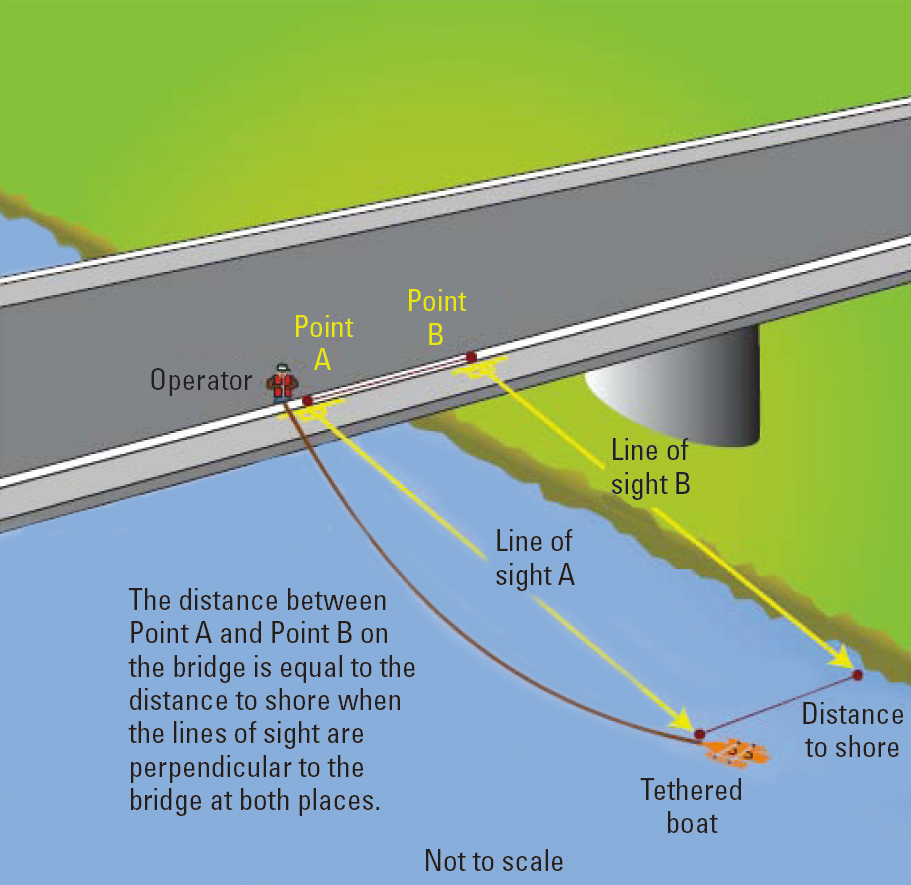 Point
B
Point
A
Operator
Line of
sight B
Line of
sight A
The distance between
Point A and Point B on
the bridge is equal to the
distance to shore when
the lines of sight are
perpendicular to the
bridge at both places.
Distance
to shore
Tethered
boat
Not to scale